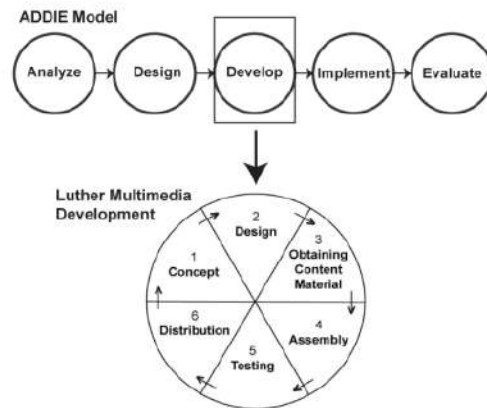 ADDIE Model
Analyze
Design
Develop
Implement
Evaluate
Luther Multimedia
Development
1
Concept
2
Design
3
Obtaining
Content
Material
4
Assembly
5
Testing
6
Distribution